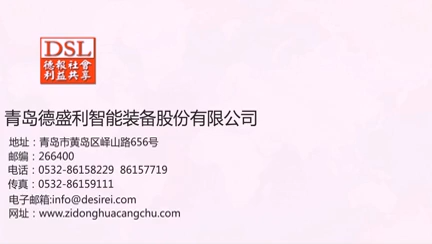 DSL
德报社會
利益共享
青岛德盛利智能装备股份有限公司
地址：青岛市黄岛区峄山路656号
邮编：266400
电话：0532-86158229  86157719
传真：0532-86159111
电子邮箱:info@desirei.com
网址：www.zidonghuacangchu.com